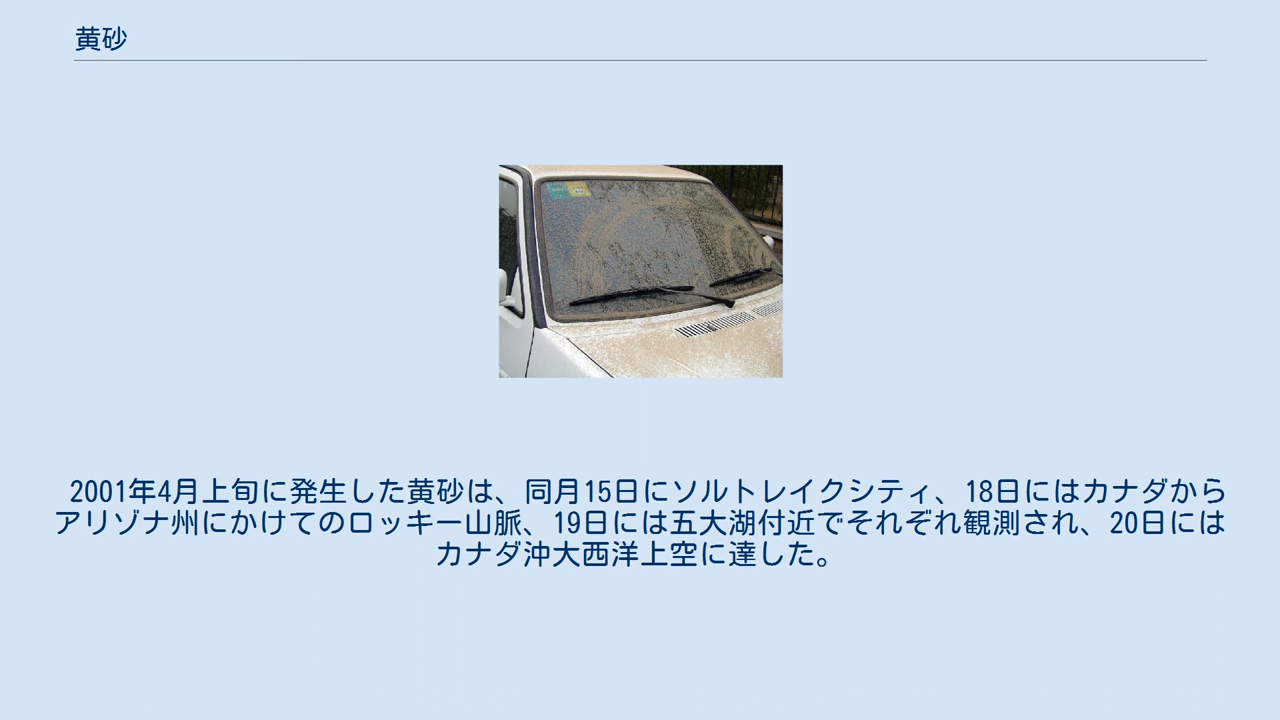 黄砂
2001年4月上旬に発生した黄砂は、同月15日にソルトレイクシティ、18日にはカナダから
アリゾナ州にかけてのロッキー山脈、19日には五大湖付近でそれぞれ観測され、20日には
カナダ沖大西洋上空に達した。